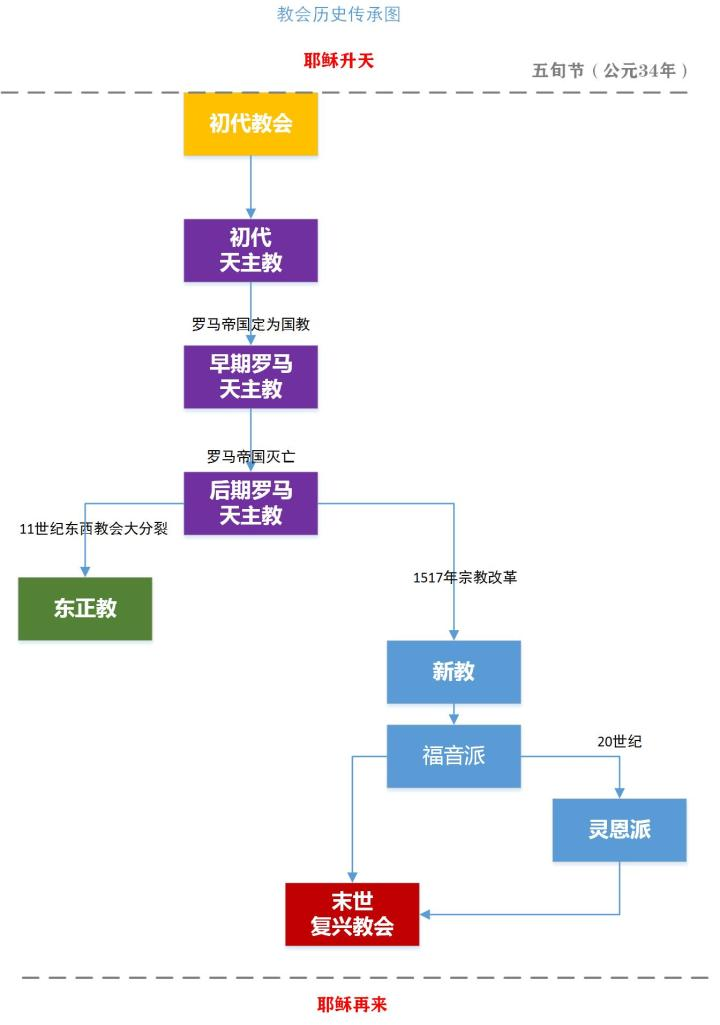 教会历史传承图
耶稣升天
五旬节（公元34年）
初代教会
初代
天主教
罗马帝国定为国教
早期罗马
天主教
罗马帝国灭亡
后期罗马
天主教
11世纪东西教会大分裂
1517年宗教改革
东正教
新教
福音派
20世纪
灵恩派
末世
复兴教会
耶稣再来